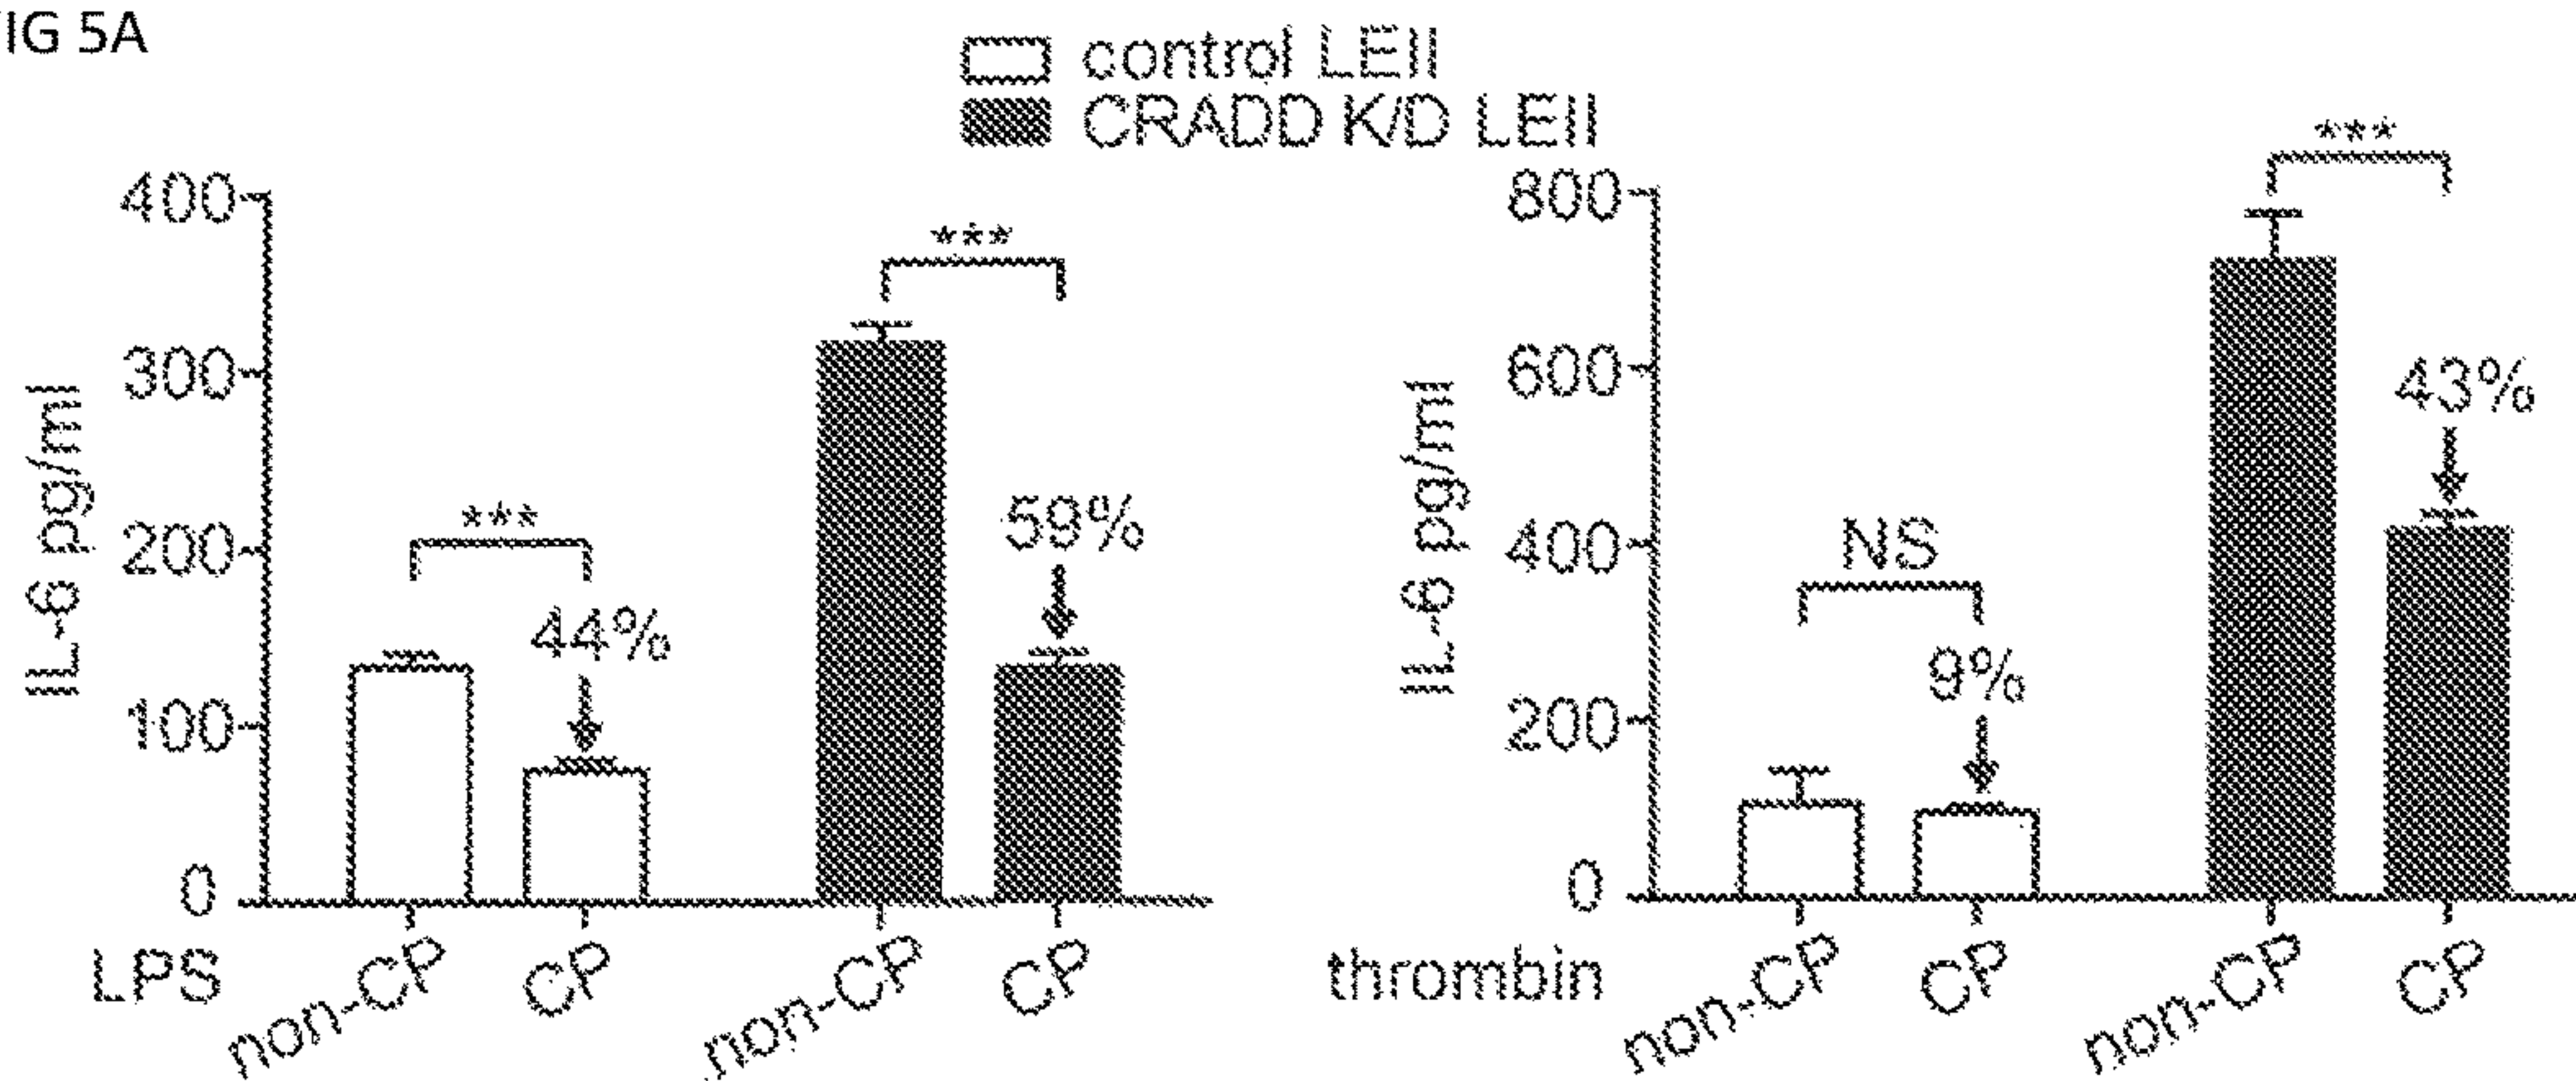 IG 5A
control LEII
CRADD K/D LEII
IL-6 pg/ml
400
300
200
100
0
***
44%
***
59%
LPS
non-CP
CP
non-CP
CP
IL-6 pg/ml
800
600
400
200
0
NS
9%
***
43%
thrombin
non-CP
CP
non-CP
CP